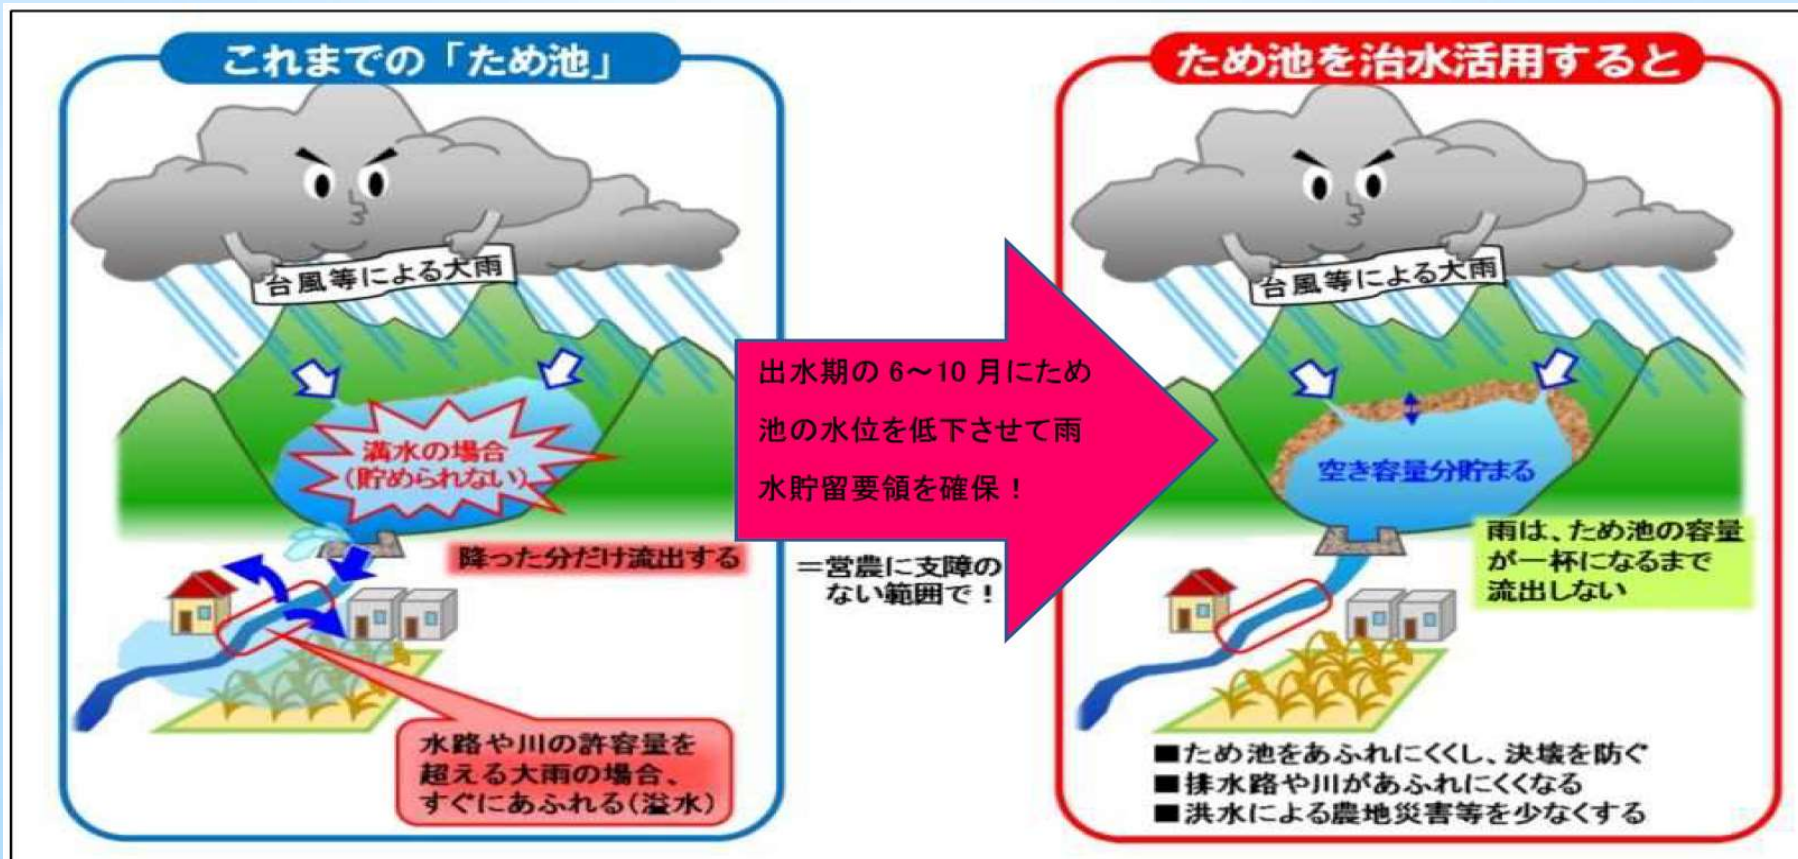 これまでの「ため池」
台風等による大雨
満水の場合
(貯められない)
降った分だけ流出する
水路や川の許容量を
超える大雨の場合、
すぐにあふれる(溢水)
出水期の 6～10 月にため
池の水位を低下させて雨
水貯留要領を確保！
＝営農に支障の
ない範囲で！
ため池を治水活用すると
台風等による大雨
空き容量分貯まる
雨は、ため池の容量
が一杯になるまで
流出しない
■ため池をあふれにくくし、決壊を防ぐ
■排水路や川があふれにくくなる
■洪水による農地災害等を少なくする